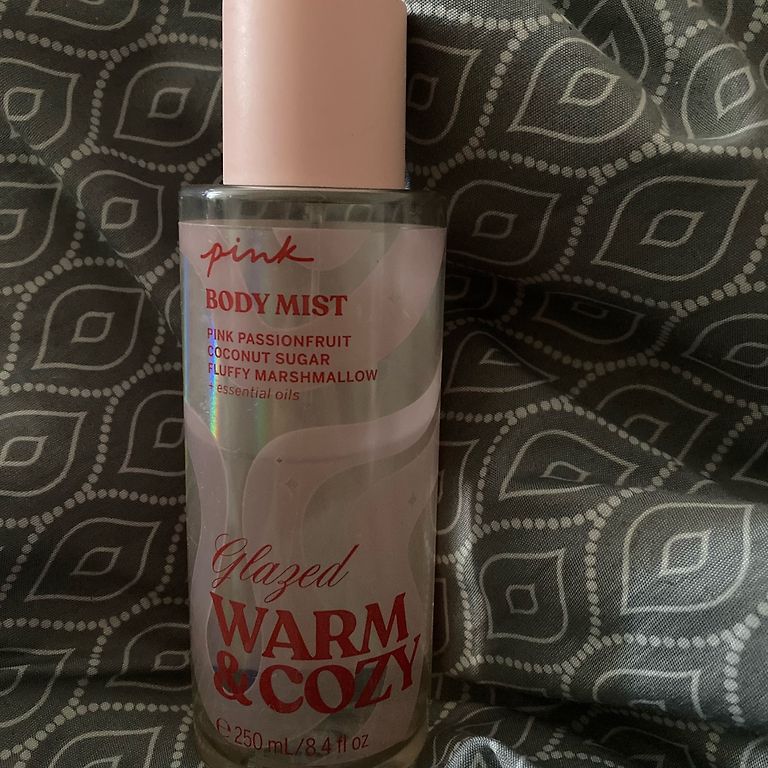 pink
BODY MIST
PINK PASSIONFRUIT
COCONUT SUGAR
FLUFFY MARSHMALLOW
+ essential oils
Glazed
WARM
& COZY
℮ 250 mL/8.4 fl oz